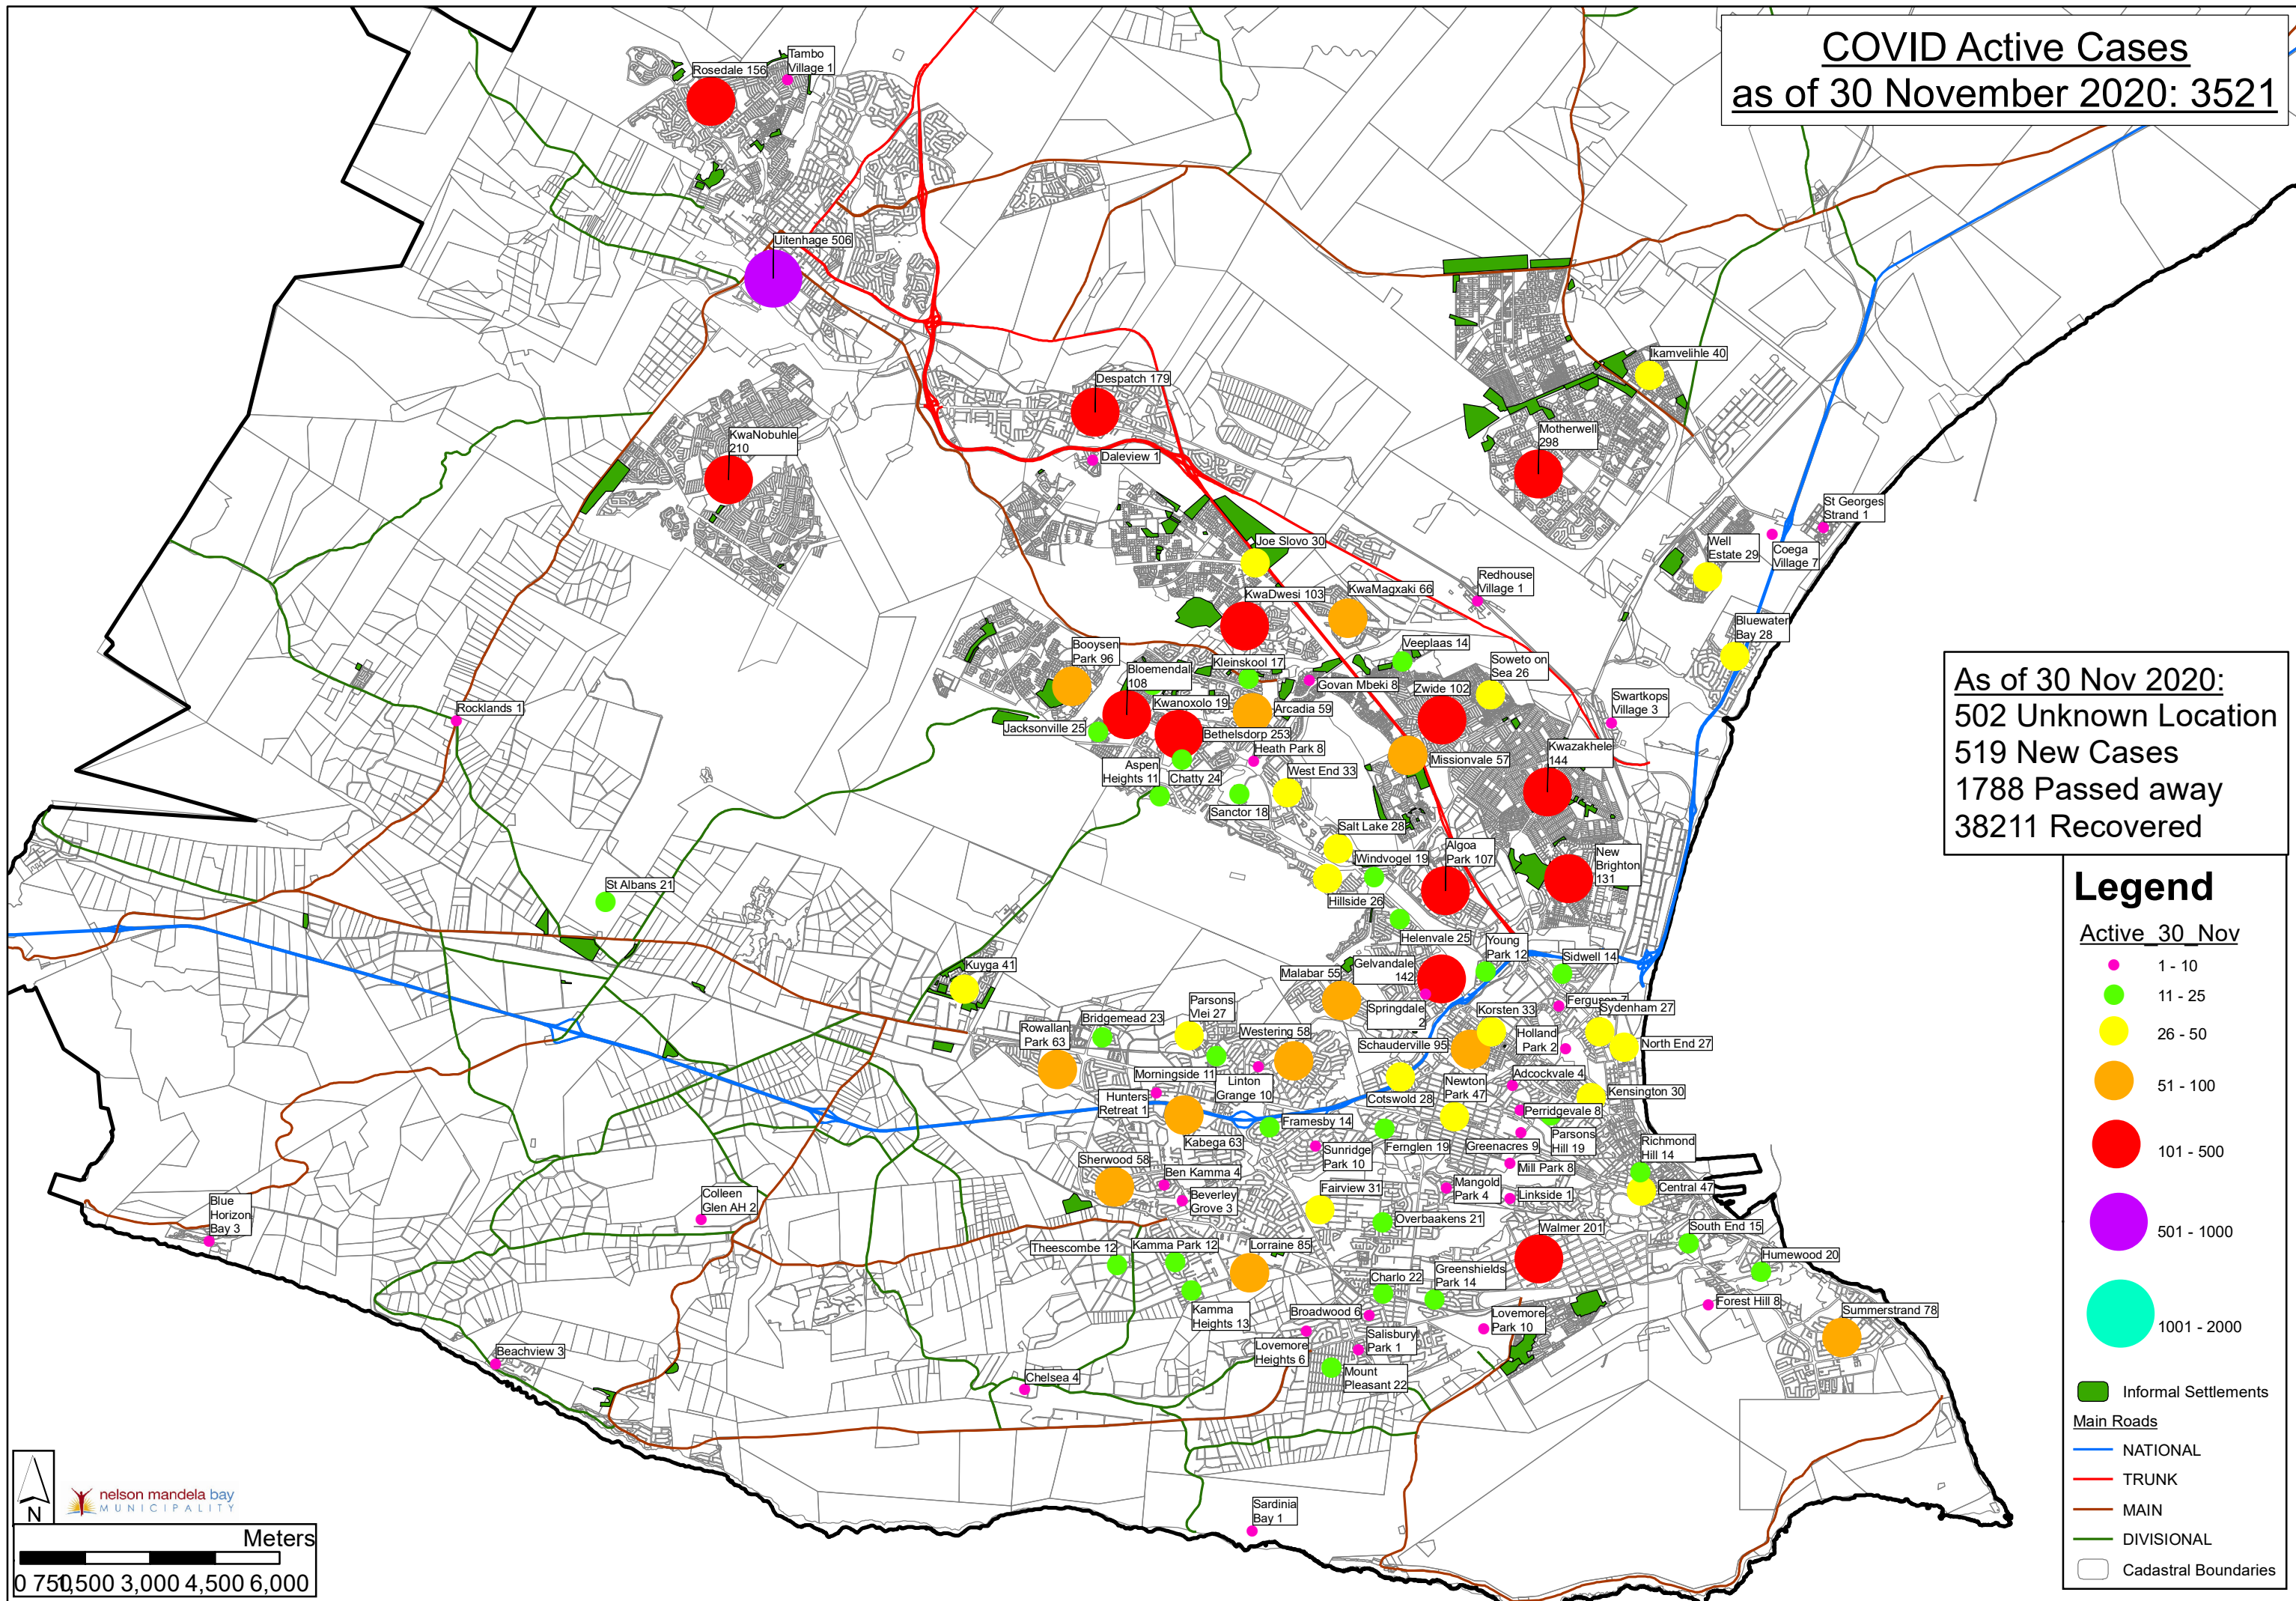 COVID Active Cases
as of 30 November 2020: 3521
Tambo
Village 1
Rosedale 156
Uitenhage 506
Despatch 179
Ikamvelihle 40
KwaNobuhle
210
Motherwell
298
Daleview 1
St Georges
Strand 1
Well
Estate 29
Coega
Village 7
Joe Slovo 30
Redhouse
Village 1
KwaDwesi 103
KwaMagxaki 66
Bluewater
Bay 28
Booysen
Park 96
Veeplaas 14
Bloemendall
108
Kleinskool 17
Soweto on
Sea 26
Govan Mbeki 8
Zwide 102
Kwanoxolo 19
Arcadia 59
Swartkops
Village 3
Rocklands 1
Jacksonville 25
Bethelsdorp 253
Heath Park 8
Kwazakhele
144
Missionvale 57
Aspen
Heights 11
Chatty 24
West End 33
Sanctor 18
Salt Lake 28
Windvogel 19
Algoa
Park 107
New
Brighton
131
St Albans 21
Hillside 26
Helenvale 25
Young
Park 12
Sidwell 14
Kuyga 41
Malabar 55
Gelvandale
142
Springdale
2
Parsons
Vlei 27
Bridgemead 23
Rowallan
Park 63
Westering 58
Korsten 33
Ferguson 7
Sydenham 27
Holland
Park 2
North End 27
Schauderville 95
Morningside 11
Linton
Grange 10
Adcockvale 4
Newton
Park 47
Cotswold 28
Kensington 30
Hunters
Retreat 1
Perridgevale 8
Kabega 63
Framesby 14
Sunridge
Park 10
Fernglen 19
Greenacres 9
Parsons
Hill 19
Richmond
Hill 14
Sherwood 58
Ben Kamma 4
Mill Park 8
Beverley
Grove 3
Fairview 31
Mangold
Park 4
Linkside 1
Central 47
Colleen
Glen AH 2
Blue
Horizon
Bay 3
Overbaakens 21
Walmer 201
South End 15
Theescombe 12
Kamma Park 12
Lorraine 85
Humewood 20
Charlo 22
Greenshields
Park 14
Kamma
Heights 13
Broadwood 6
Lovemore
Park 10
Forest Hill 8
Summerstrand 78
Lovemore
Heights 6
Salisbury
Park 1
Beachview 3
Chelsea 4
Mount
Pleasant 22
Sardinia
Bay 1
As of 30 Nov 2020:
502 Unknown Location
519 New Cases
1788 Passed away
38211 Recovered
Legend
Active_30_Nov
1 - 10
11 - 25
26 - 50
51 - 100
101 - 500
501 - 1000
1001 - 2000
Informal Settlements
Main Roads
NATIONAL
TRUNK
MAIN
DIVISIONAL
Cadastral Boundaries
N
nelson mandela bay
MUNICIPALITY
Meters
0 750 1,500 3,000 4,500 6,000